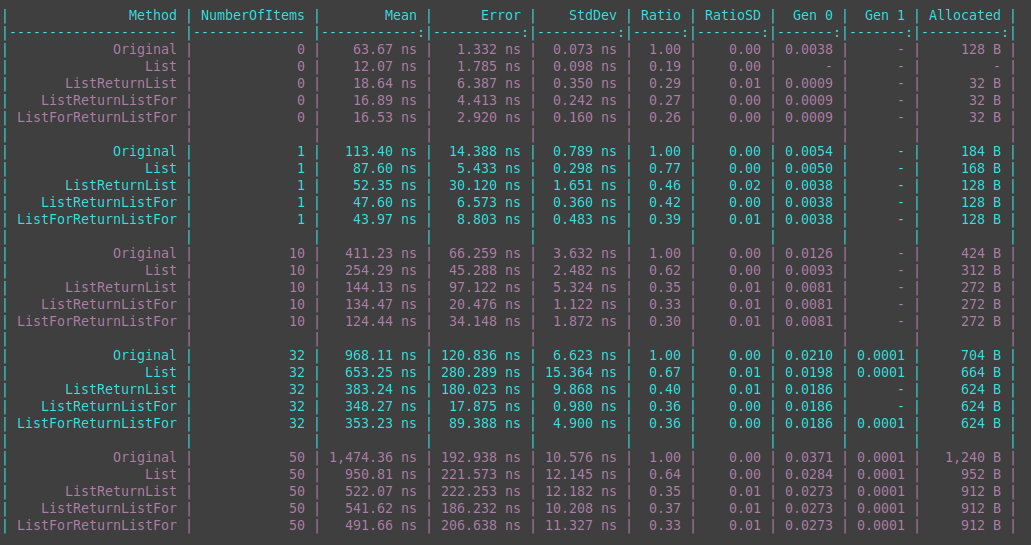 | Method | NumberOfItems | Mean | Error | StdDev | Ratio | RatioSD | Gen 0 | Gen 1 | Allocated |
|--------------------- |-------------- |------------:|-----------:|----------:|------:|--------:|-------:|-------:|----------:|
| Original | 0 | 63.67 ns | 1.332 ns | 0.073 ns | 1.00 | 0.00 | 0.0038 | - | 128 B |
| List | 0 | 12.07 ns | 1.785 ns | 0.098 ns | 0.19 | 0.00 | - | - | - |
| ListReturnList | 0 | 18.64 ns | 6.387 ns | 0.350 ns | 0.29 | 0.01 | 0.0009 | - | 32 B |
| ListReturnListFor | 0 | 16.89 ns | 4.413 ns | 0.242 ns | 0.27 | 0.00 | 0.0009 | - | 32 B |
| ListForReturnListFor | 0 | 16.53 ns | 2.920 ns | 0.160 ns | 0.26 | 0.00 | 0.0009 | - | 32 B |
| | | | | | | | | | |
| Original | 1 | 113.40 ns | 14.388 ns | 0.789 ns | 1.00 | 0.00 | 0.0054 | - | 184 B |
| List | 1 | 87.60 ns | 5.433 ns | 0.298 ns | 0.77 | 0.00 | 0.0050 | - | 168 B |
| ListReturnList | 1 | 52.35 ns | 30.120 ns | 1.651 ns | 0.46 | 0.02 | 0.0038 | - | 128 B |
| ListReturnListFor | 1 | 47.60 ns | 6.573 ns | 0.360 ns | 0.42 | 0.00 | 0.0038 | - | 128 B |
| ListForReturnListFor | 1 | 43.97 ns | 8.803 ns | 0.483 ns | 0.39 | 0.01 | 0.0038 | - | 128 B |
| | | | | | | | | | |
| Original | 10 | 411.23 ns | 66.259 ns | 3.632 ns | 1.00 | 0.00 | 0.0126 | - | 424 B |
| List | 10 | 254.29 ns | 45.288 ns | 2.482 ns | 0.62 | 0.00 | 0.0093 | - | 312 B |
| ListReturnList | 10 | 144.13 ns | 97.122 ns | 5.324 ns | 0.35 | 0.01 | 0.0081 | - | 272 B |
| ListReturnListFor | 10 | 134.47 ns | 20.476 ns | 1.122 ns | 0.33 | 0.01 | 0.0081 | - | 272 B |
| ListForReturnListFor | 10 | 124.44 ns | 34.148 ns | 1.872 ns | 0.30 | 0.01 | 0.0081 | - | 272 B |
| | | | | | | | | | |
| Original | 32 | 968.11 ns | 120.836 ns | 6.623 ns | 1.00 | 0.00 | 0.0210 | 0.0001 | 704 B |
| List | 32 | 653.25 ns | 280.289 ns | 15.364 ns | 0.67 | 0.01 | 0.0198 | 0.0001 | 664 B |
| ListReturnList | 32 | 383.24 ns | 180.023 ns | 9.868 ns | 0.40 | 0.01 | 0.0186 | - | 624 B |
| ListReturnListFor | 32 | 348.27 ns | 17.875 ns | 0.980 ns | 0.36 | 0.00 | 0.0186 | - | 624 B |
| ListForReturnListFor | 32 | 353.23 ns | 89.388 ns | 4.900 ns | 0.36 | 0.00 | 0.0186 | 0.0001 | 624 B |
| | | | | | | | | | |
| Original | 50 | 1,474.36 ns | 192.938 ns | 10.576 ns | 1.00 | 0.00 | 0.0371 | 0.0001 | 1,240 B |
| List | 50 | 950.81 ns | 221.573 ns | 12.145 ns | 0.64 | 0.01 | 0.0284 | 0.0001 | 952 B |
| ListReturnList | 50 | 522.07 ns | 222.253 ns | 12.182 ns | 0.35 | 0.01 | 0.0273 | 0.0001 | 912 B |
| ListReturnListFor | 50 | 541.62 ns | 186.232 ns | 10.208 ns | 0.37 | 0.01 | 0.0273 | 0.0001 | 912 B |
| ListForReturnListFor | 50 | 491.66 ns | 206.638 ns | 11.327 ns | 0.33 | 0.01 | 0.0273 | 0.0001 | 912 B |